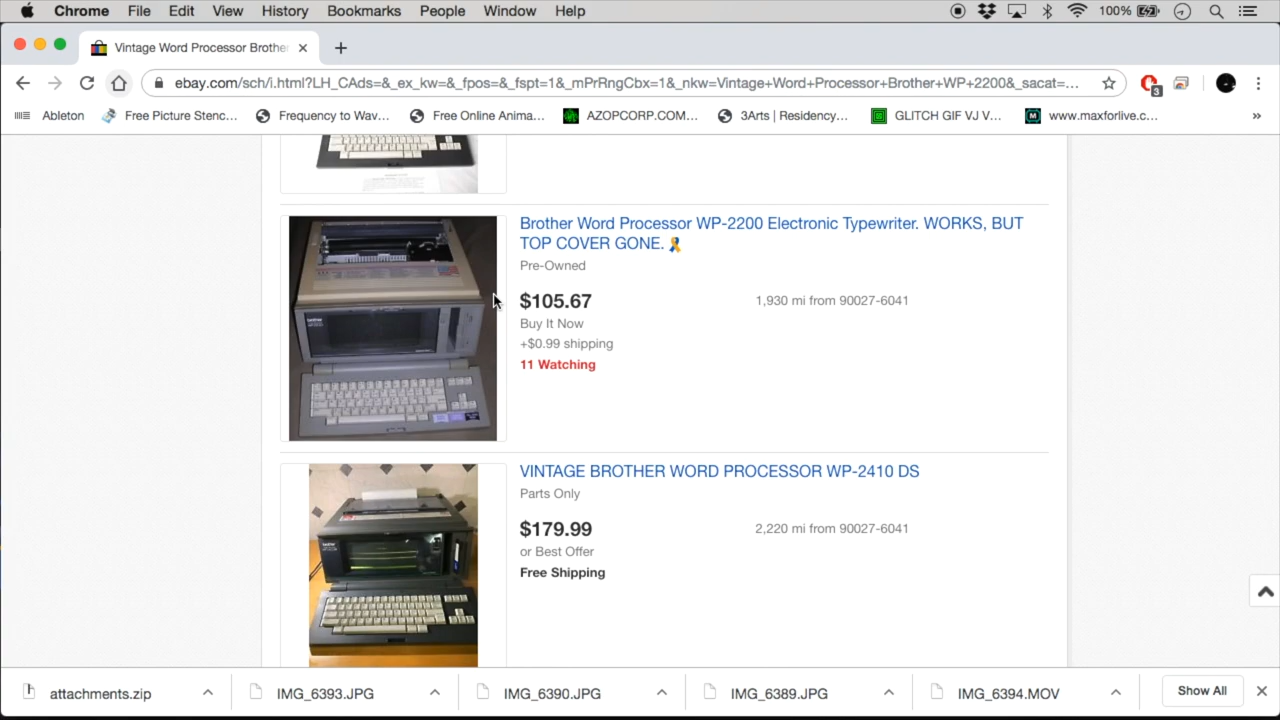 Chrome File Edit View History Bookmarks People Window Help 100%
Vintage Word Processor Brothe
ebay.com/sch/i.html?LH_CAds=&_ex_kw=&_fpos=&_fspt=1&_mPrRngCbx=1&_nkw=Vintage+Word+Processor+Brother+WP+2200&_sacat=... 3
Ableton Free Picture Stenc... Frequency to Wav... Free Online Anima... AZOPCORP.COM... 3Arts | Residency... GLITCH GIF VJ V... www.maxforlive.c... »
Brother Word Processor WP-2200 Electronic Typewriter. WORKS, BUT
TOP COVER GONE.
Pre-Owned
$105.67 1,930 mi from 90027-6041
Buy It Now
+$0.99 shipping
11 Watching
VINTAGE BROTHER WORD PROCESSOR WP-2410 DS
Parts Only
$179.99 2,220 mi from 90027-6041
or Best Offer
Free Shipping
attachments.zip IMG_6393.JPG IMG_6390.JPG IMG_6389.JPG IMG_6394.MOV Show All